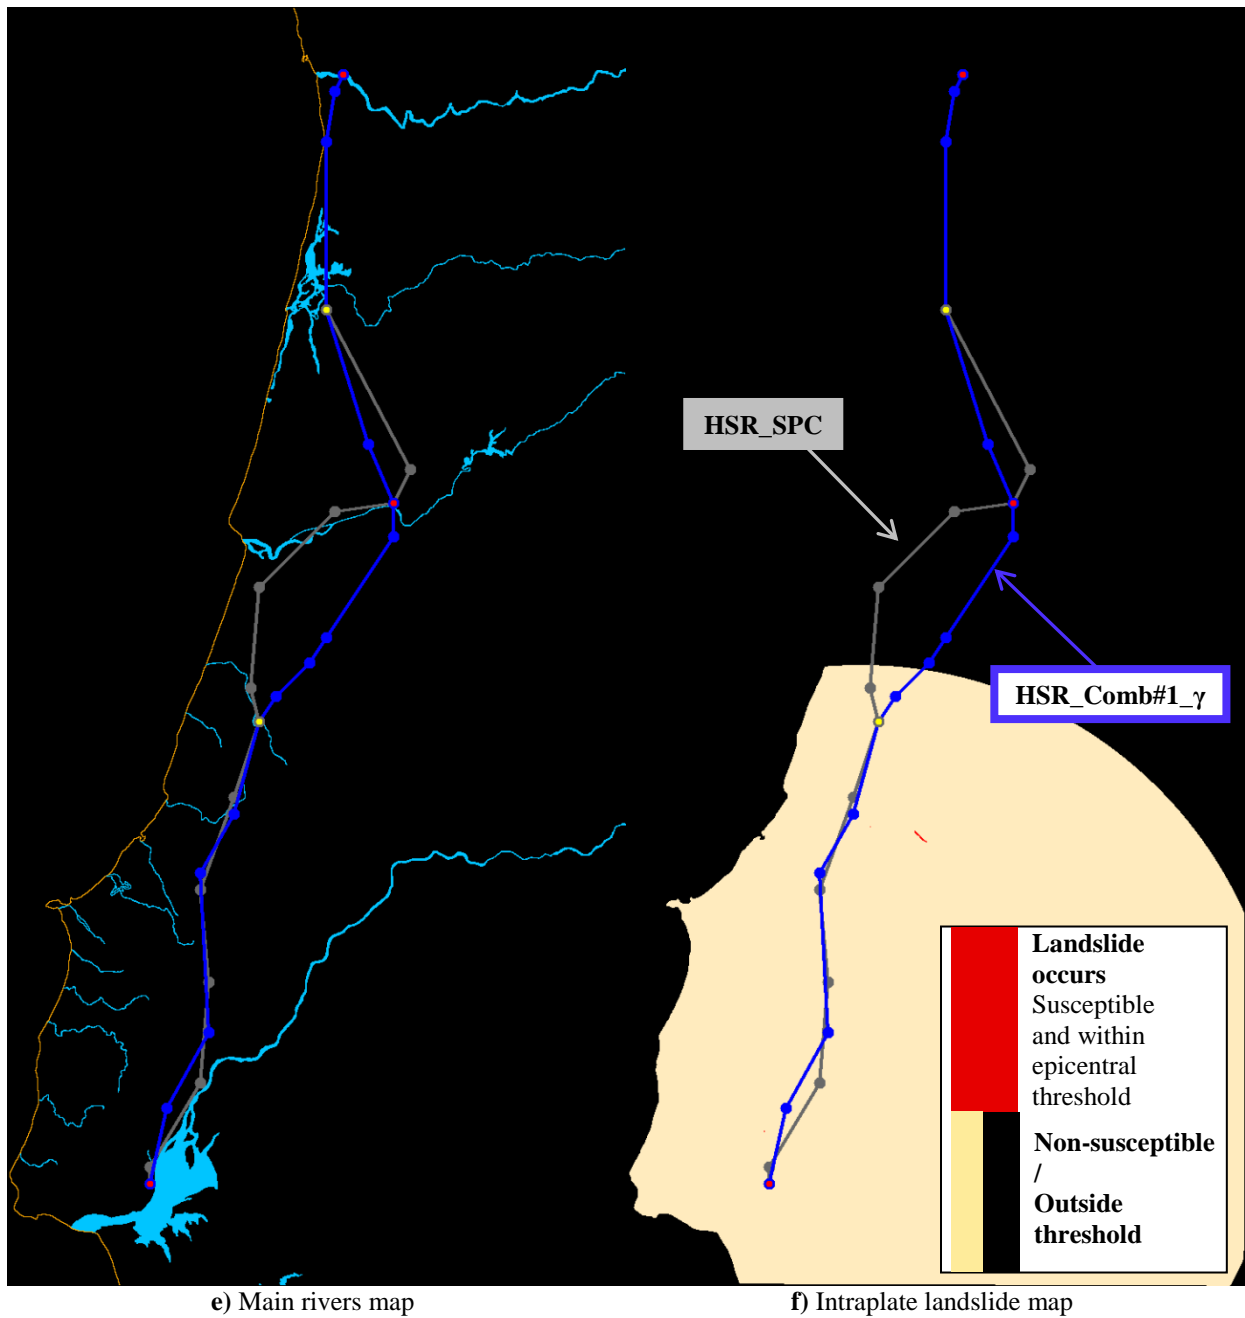 HSR_SPC
HSR_Comb#1_γ
Landslide
occurs
Susceptible
and within
epicentral
threshold
Non-susceptible
/
Outside
threshold
e) Main rivers map
f) Intraplate landslide map